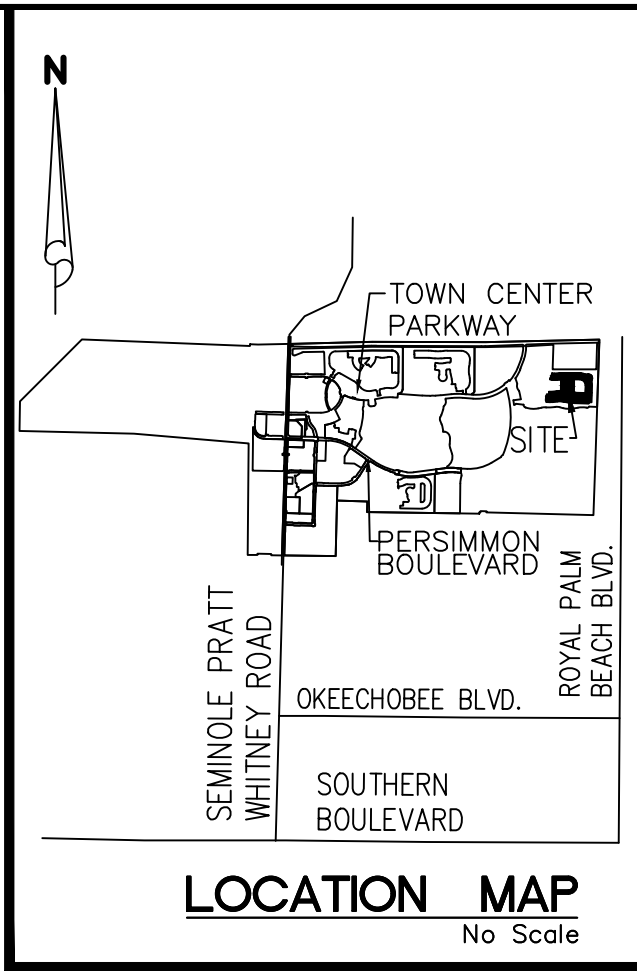 N
TOWN CENTER
PARKWAY
SITE
PERSIMMON
BOULEVARD
SEMINOLE PRATT
WHITNEY ROAD
ROYAL PALM
BEACH BLVD.
OKEECHOBEE BLVD.
SOUTHERN
BOULEVARD
LOCATION MAP
No Scale